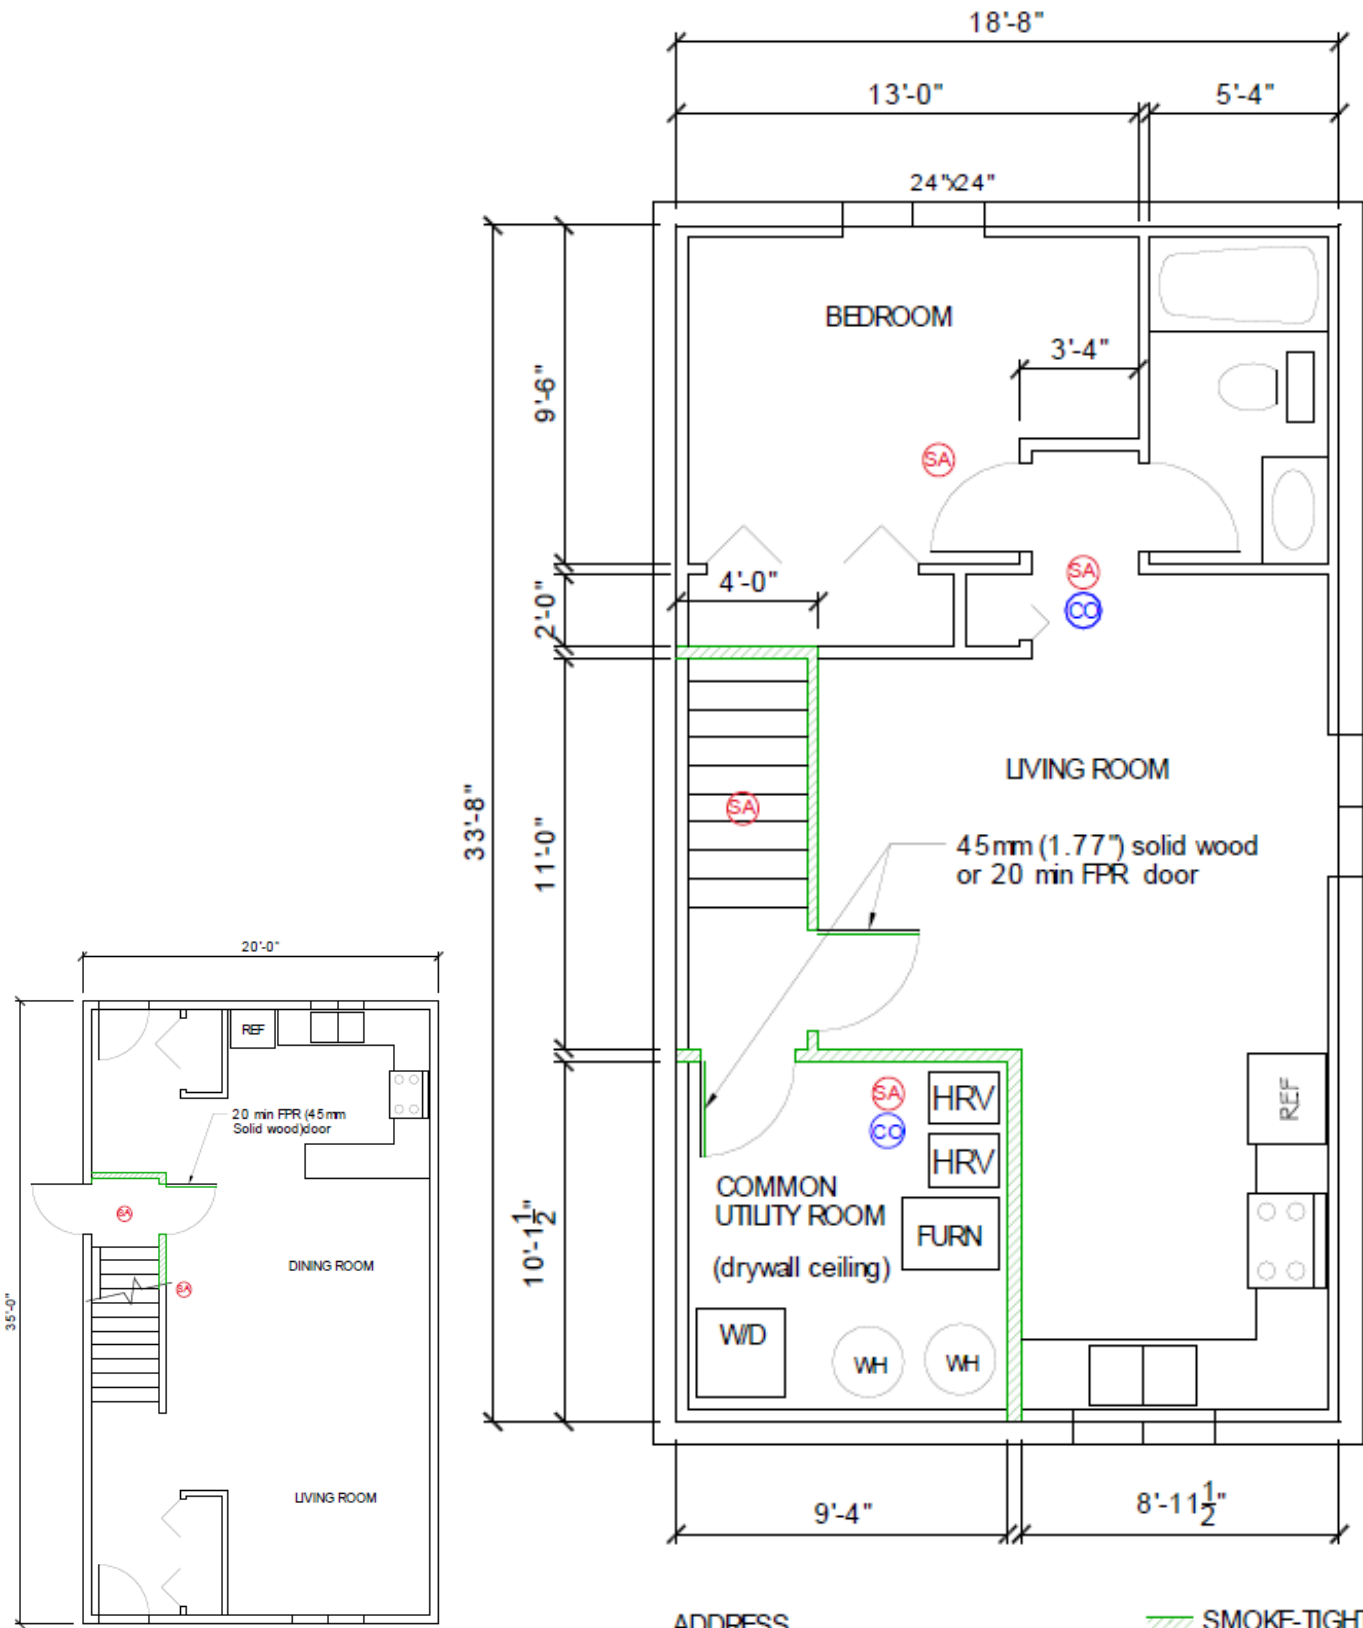 18'-8"
13'-0"
5'-4"
24"x24"
BEDROOM
3'-4"
9'-6"
SA
SA
CO
4'-0"
2'-0"
33'-8"
11'-0"
SA
LIVING ROOM
45mm (1.77") solid wood
or 20 min FPR door
SA
CO
HRV
HRV
REF
COMMON
UTILITY ROOM
(drywall ceiling)
FURN
10'-1 1/2"
W/D
WH
WH
9'-4"
8'-11 1/2"
20'-0"
REF
20 min FPR (45mm
Solid wood)door
SA
DINING ROOM
SA
35'-0"
LIVING ROOM
ADDRESS
SMOKE-TIGHT